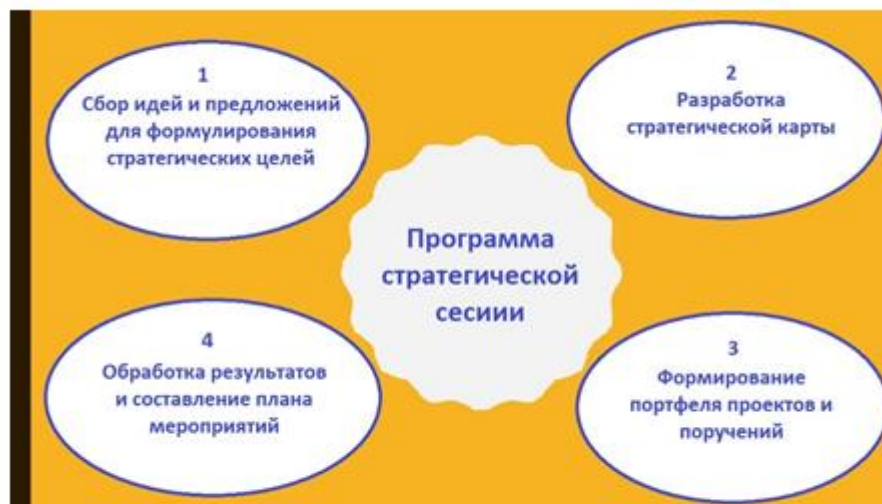 1
Сбор идей и предложений
для формулирования
стратегических целей
2
Разработка
стратегической карты
Программа
стратегической
сесиии
4
Обработка результатов
и составление плана
мероприятий
3
Формирование
портфеля проектов и
поручений